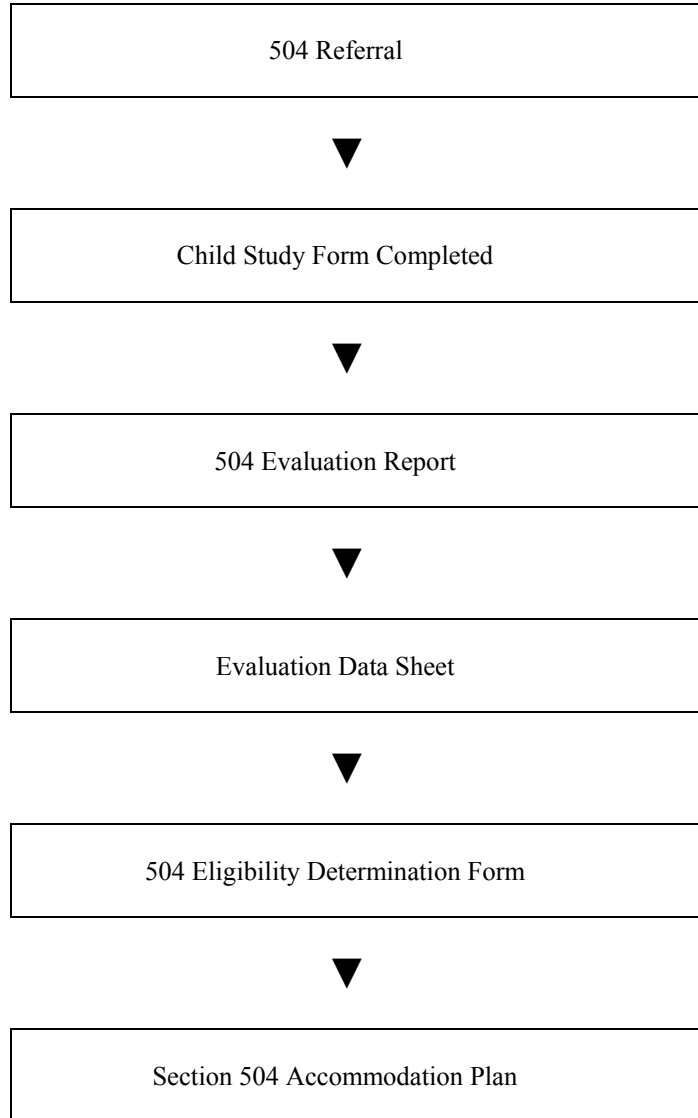 504 Referral
Child Study Form Completed
504 Evaluation Report
Evaluation Data Sheet
504 Eligibility Determination Form
Section 504 Accommodation Plan